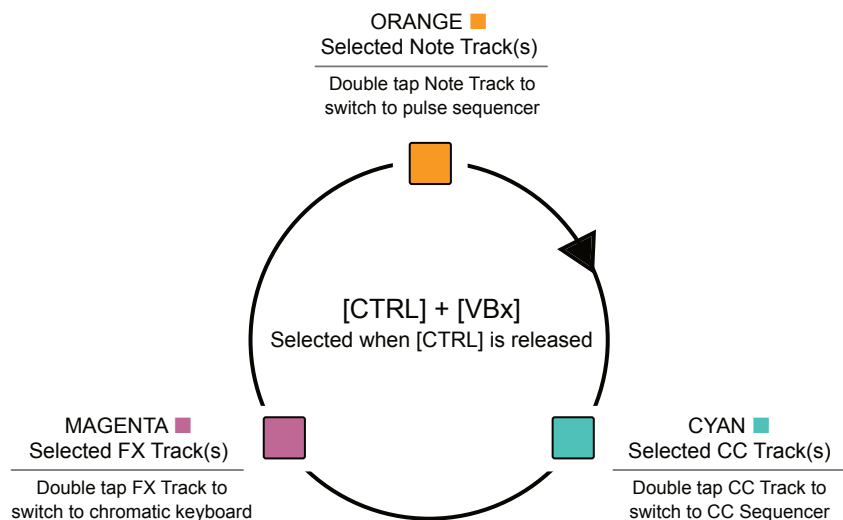 ORANGE
Selected Note Track(s)
Double tap Note Track to
switch to pulse sequencer
[CTRL] + [VBx]
Selected when [CTRL] is released
MAGENTA
Selected FX Track(s)
Double tap FX Track to
switch to chromatic keyboard
CYAN
Selected CC Track(s)
Double tap CC Track to
switch to CC Sequencer